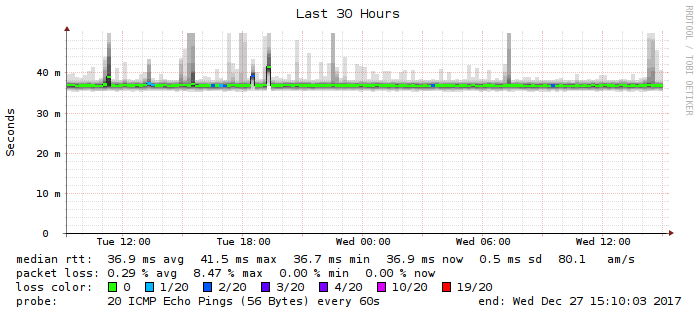 Last 30 Hours
RRDTOOL / TOBI OETIKER
Seconds
40 m
30 m
20 m
10 m
0
Tue 12:00 Tue 18:00 Wed 00:00 Wed 06:00 Wed 12:00
median rtt: 36.9 ms avg 41.5 ms max 36.7 ms min 36.9 ms now 0.5 ms sd 80.1 am/s
packet loss: 0.29 % avg 8.47 % max 0.00 % min 0.00 % now
loss color: 0 1/20 2/20 3/20 4/20 10/20 19/20
probe: 20 ICMP Echo Pings (56 Bytes) every 60s end: Wed Dec 27 15:10:03 2017